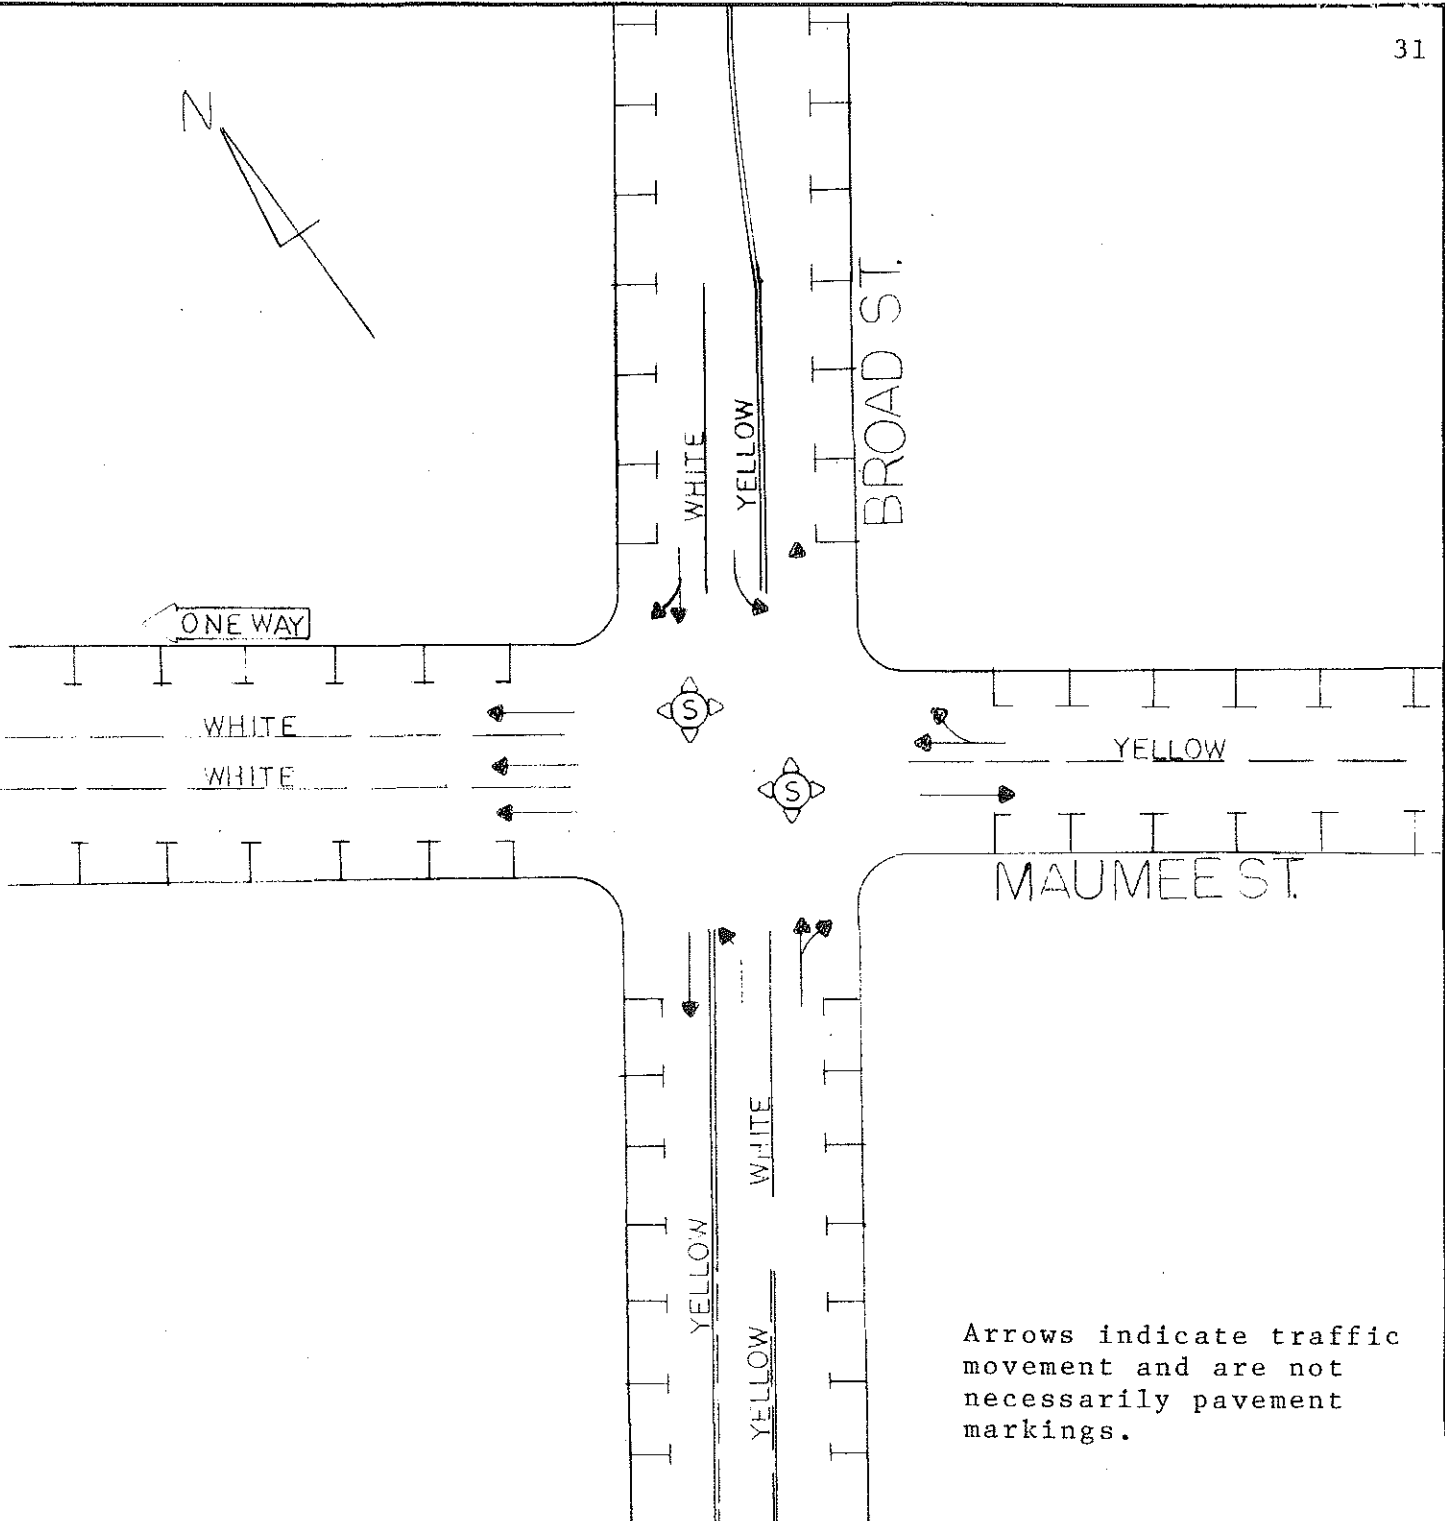 31
N
BROAD ST.
WHITE
YELLOW
ONE WAY
WHITE
WHITE
S
S
YELLOW
MAUMEE ST.
WHITE
YELLOW
YELLOW
Arrows indicate traffic
movement and are not
necessarily pavement
markings.